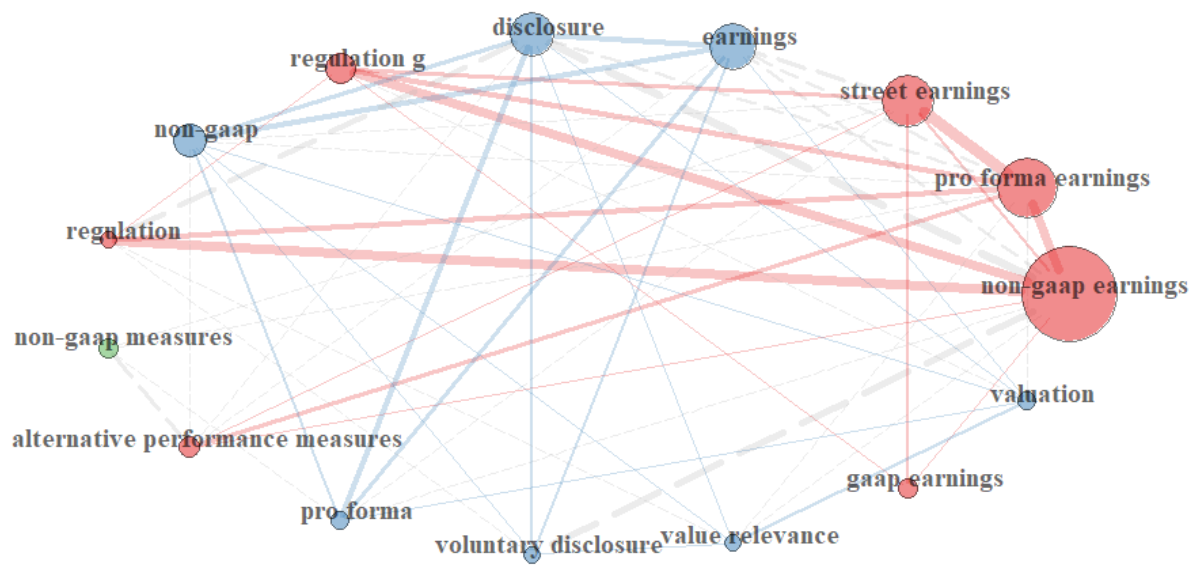 disclosure
earnings
regulation g
street earnings
non-gaap
pro forma earnings
regulation
non-gaap earnings
non-gaap measures
valuation
alternative performance measures
gaap earnings
pro forma
voluntary disclosure
value relevance